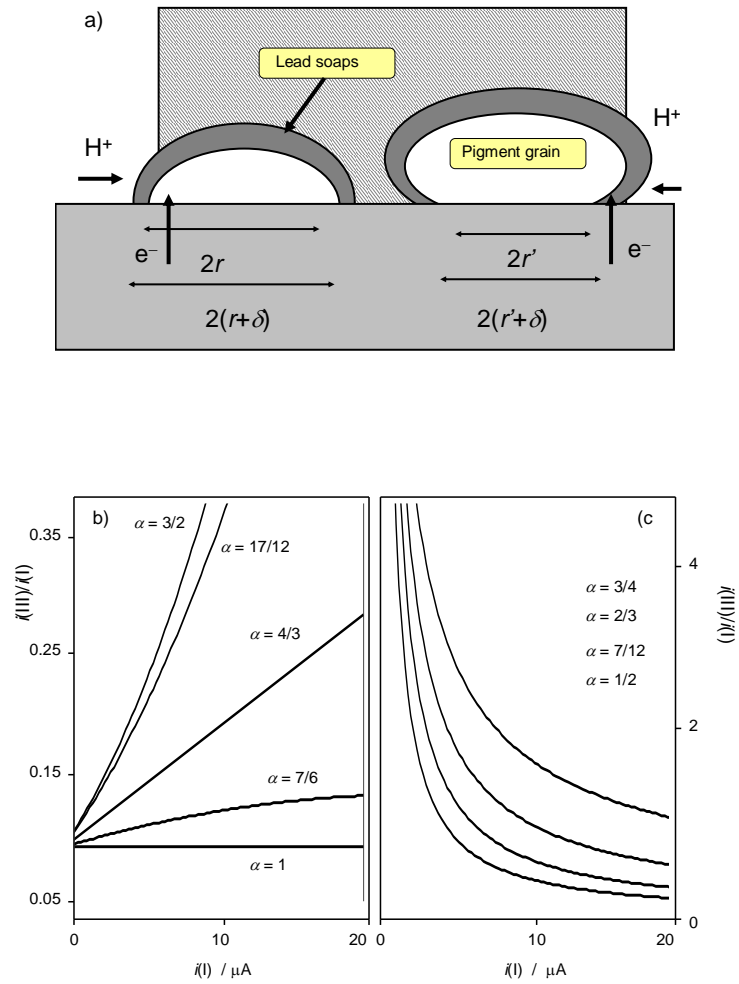 a)
Lead soaps
H⁺
H⁺
Pigment grain
e⁻
2r
2r'
e⁻
2(r+δ)
2(r'+δ)
b)
α = 3/2
α = 17/12
α = 4/3
α = 7/6
α = 1
0.35
0.25
0.15
0.05
i(III)/i(I)
0
10
20
i(I) / μA
(c
α = 3/4
α = 2/3
α = 7/12
α = 1/2
4
2
0
i(III)/i(I)
0
10
20
i(I) / μA